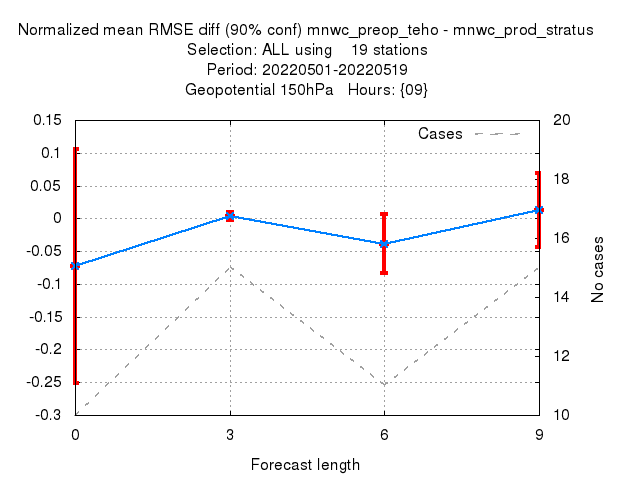 Normalized mean RMSE diff (90% conf) mnwc_preop_teho - mnwc_prod_stratus
Selection: ALL using    19 stations
Period: 20220501-20220519
Geopotential 150hPa   Hours: {09}
Cases
0.15
0.1
0.05
0
-0.05
-0.1
-0.15
-0.2
-0.25
-0.3
20
18
16
14
12
10
No cases
0 3 6 9
Forecast length